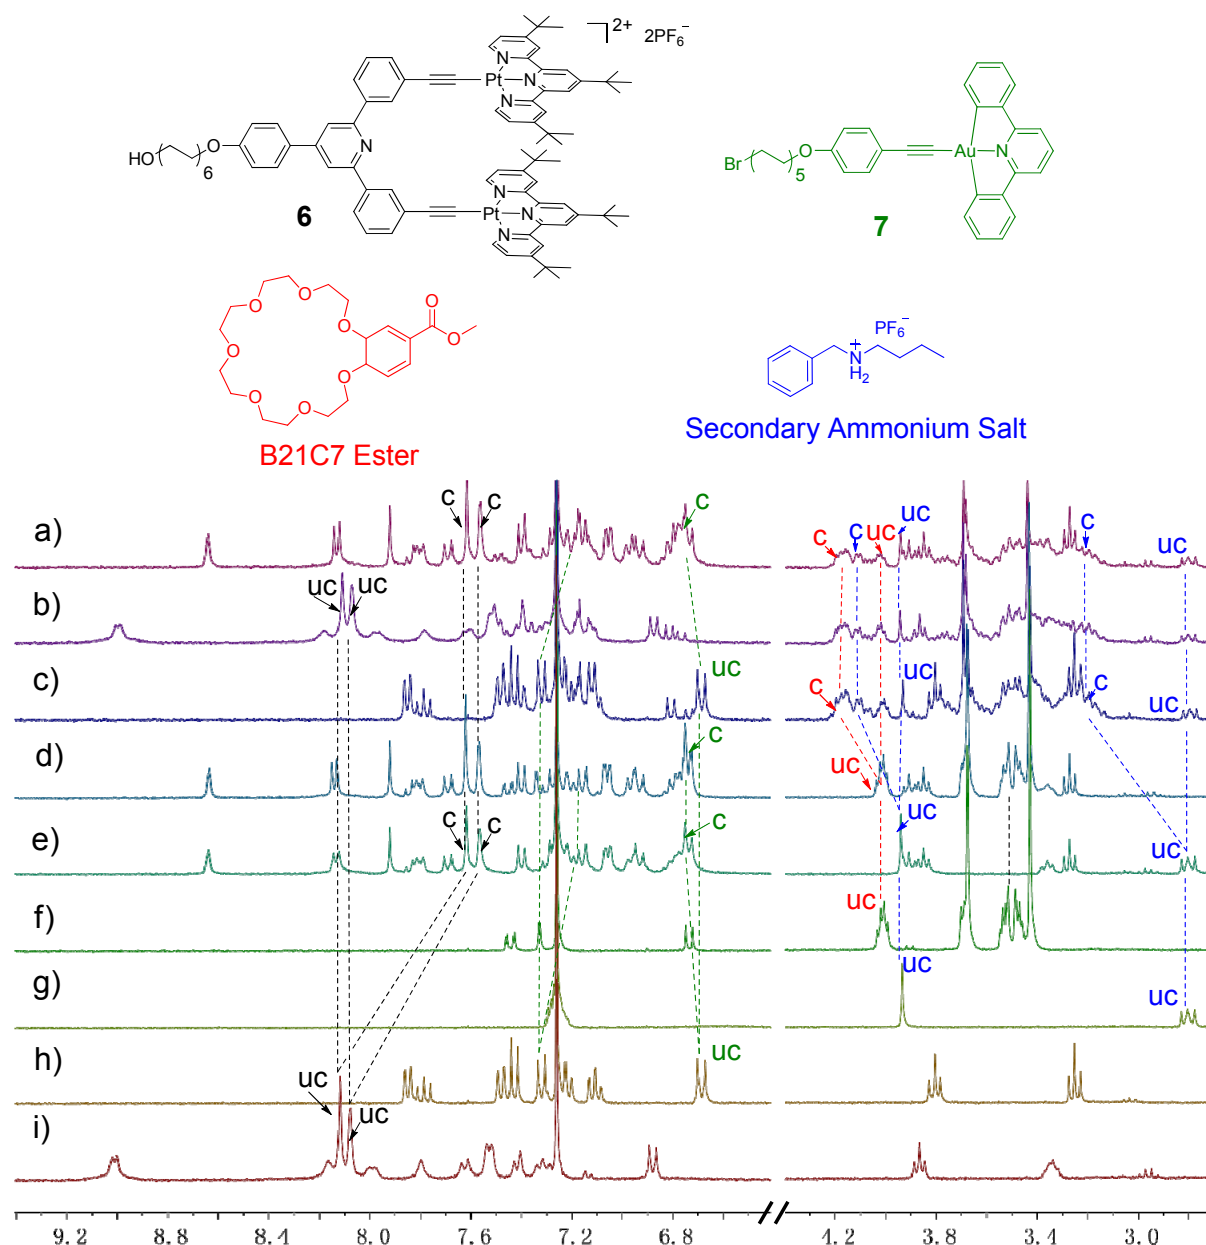 ]2+ 2PF6−
N N N
Pt
HO 6 O N
N N N
Pt
6
Br 5 O Au N
7
O O O O O O O
O O
B21C7 Ester
PF6−
+
N
H2
Secondary Ammonium Salt
a) c c c c c uc uc c uc
b) uc uc
c) uc c c uc
d) c uc
e) c c c uc uc
f) uc
g) uc uc
h) uc
i) uc uc
9.2 8.8 8.4 8.0 7.6 7.2 6.8 4.2 3.8 3.4 3.0